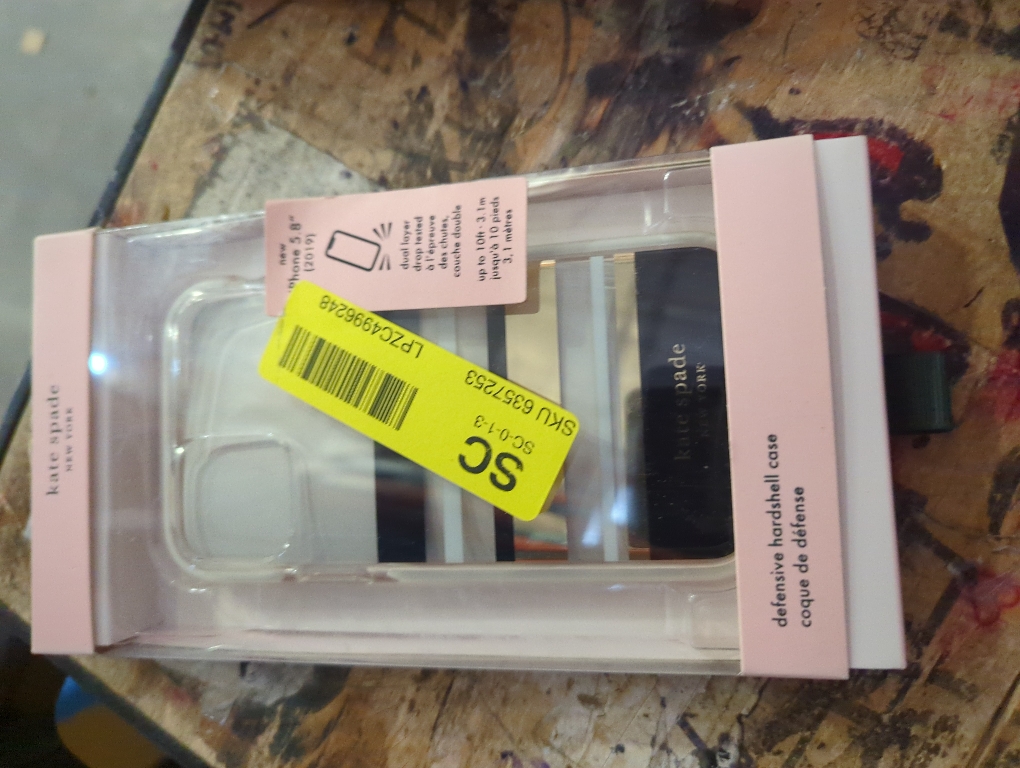 kate spade
NEW YORK
new
iPhone 5.8"
(2019)
dual layer
drop tested
à l'épreuve
des chutes,
couche double
up to 10ft · 3.1m
jusqu'à 10 pieds
3,1 mètres
LPZC4996248
SKU 6357253
SC-0-1-3
SC
kate spade
NEW YORK
defensive hardshell case
coque de défense